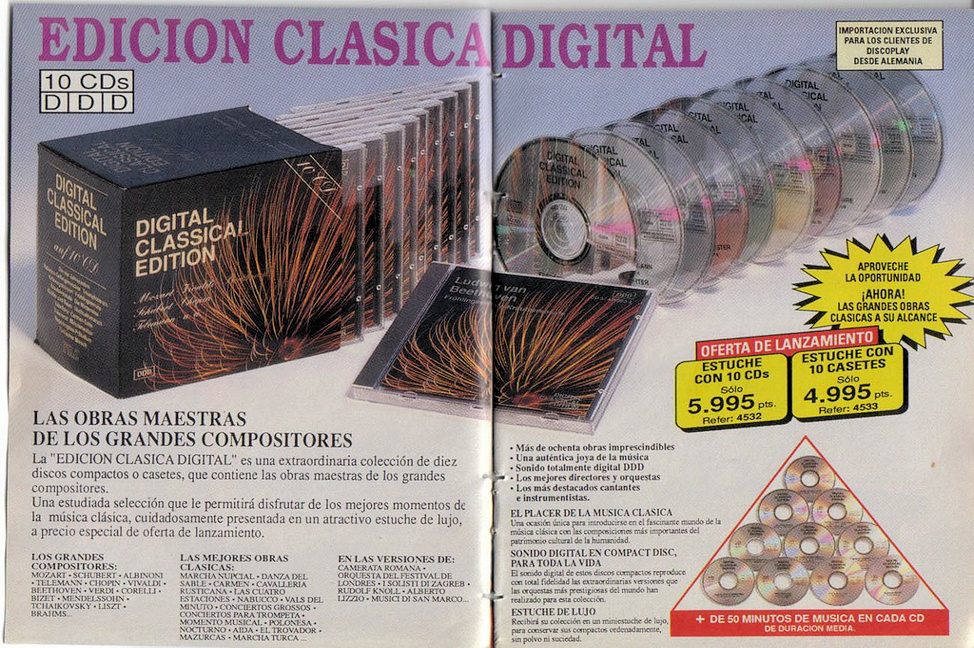 EDICION CLASICA DIGITAL
10 CDs
D D D
IMPORTACION EXCLUSIVA
PARA LOS CLIENTES DE
DISCOPLAY
DESDE ALEMANIA
DIGITAL
CLASSICAL
EDITION
auf 10 CD
DIGITAL
CLASSICAL
EDITION
10 CD
DDD
DIGITAL
CLASSICAL
EDITION
Ludwig van
Beethoven
APROVECHE
LA OPORTUNIDAD
¡AHORA!
LAS GRANDES OBRAS
CLASICAS A SU ALCANCE
OFERTA DE LANZAMIENTO
ESTUCHE
CON 10 CDs
Sólo
5.995 pts.
Refer: 4532
ESTUCHE CON
10 CASETES
Sólo
4.995 pts.
Refer: 4533
LAS OBRAS MAESTRAS
DE LOS GRANDES COMPOSITORES
La "EDICION CLASICA DIGITAL" es una extraordinaria colección de diez
discos compactos o casetes, que contiene las obras maestras de los grandes
compositores.
Una estudiada selección que le permitirá disfrutar de los mejores momentos de
la música clásica, cuidadosamente presentada en un atractivo estuche de lujo,
a precio especial de oferta de lanzamiento.
LOS GRANDES
COMPOSITORES:
MOZART • SCHUBERT • ALBINONI
• TELEMANN • CHOPIN • VIVALDI •
BEETHOVEN • VERDI • CORELLI •
BIZET • MENDELSSOHN •
TCHAIKOVSKY • LISZT •
BRAHMS...
LAS MEJORES OBRAS
CLASICAS:
MARCHA NUPCIAL • DANZA DEL
SABLE • CARMEN • CAVALLERIA
RUSTICANA • LAS CUATRO
ESTACIONES • NABUCCO • VALS DEL
MINUTO • CONCIERTOS GROSSOS •
CONCIERTOS PARA TROMPETA •
MOMENTO MUSICAL • POLONESA •
NOCTURNO • AIDA • EL TROVADOR •
MAZURCAS • MARCHA TURCA ...
EN LAS VERSIONES DE:
CAMERATA ROMANA •
ORQUESTA DEL FESTIVAL DE
LONDRES • SOLISTI DI ZAGREB •
RUDOLF KNOLL • ALBERTO
LIZZIO • MUSICI DI SAN MARCO...
• Más de ochenta obras imprescindibles
• Una auténtica joya de la música
• Sonido totalmente digital DDD
• Los mejores directores y orquestas
• Los más destacados cantantes
e instrumentistas.
EL PLACER DE LA MUSICA CLASICA
Una ocasión única para introducirse en el fascinante mundo de la
música clásica con las composiciones más importantes del
patrimonio cultural de la humanidad.
SONIDO DIGITAL EN COMPACT DISC,
PARA TODA LA VIDA
El sonido digital de estos discos compactos reproduce
con total fidelidad las extraordinarias versiones que
las orquestas más prestigiosas del mundo han
realizado para esta colección.
ESTUCHE DE LUJO
Recibirá su colección en un miniestuche de lujo,
para conservar sus compactos ordenadamente,
sin polvo ni suciedad.
+ DE 50 MINUTOS DE MUSICA EN CADA CD
DE DURACION MEDIA.